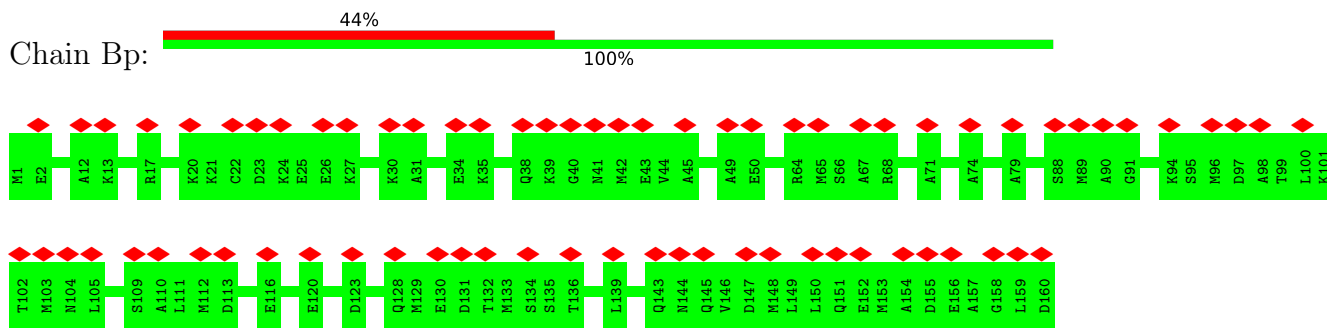 44%
Chain Bp:
100%
M1 E2 A12 K13 R17 K20 K21 C22 D23 K24 E25 E26 K27 K30 A31 E34 K35 Q38 K39 G40 N41 M42 E43 V44 A45 A49 E50 R64 M65 S66 A67 R68 A71 A74 A79 S88 M89 A90 G91 K94 S95 M96 D97 A98 T99 L100 K101
T102 M103 N104 L105 S109 A110 L111 M112 D113 E116 E120 D123 Q128 M129 E130 D131 T132 M133 S134 S135 T136 L139 Q143 N144 Q145 V146 D147 M148 L149 L150 Q151 E152 M153 A154 D155 E156 A157 G158 L159 D160